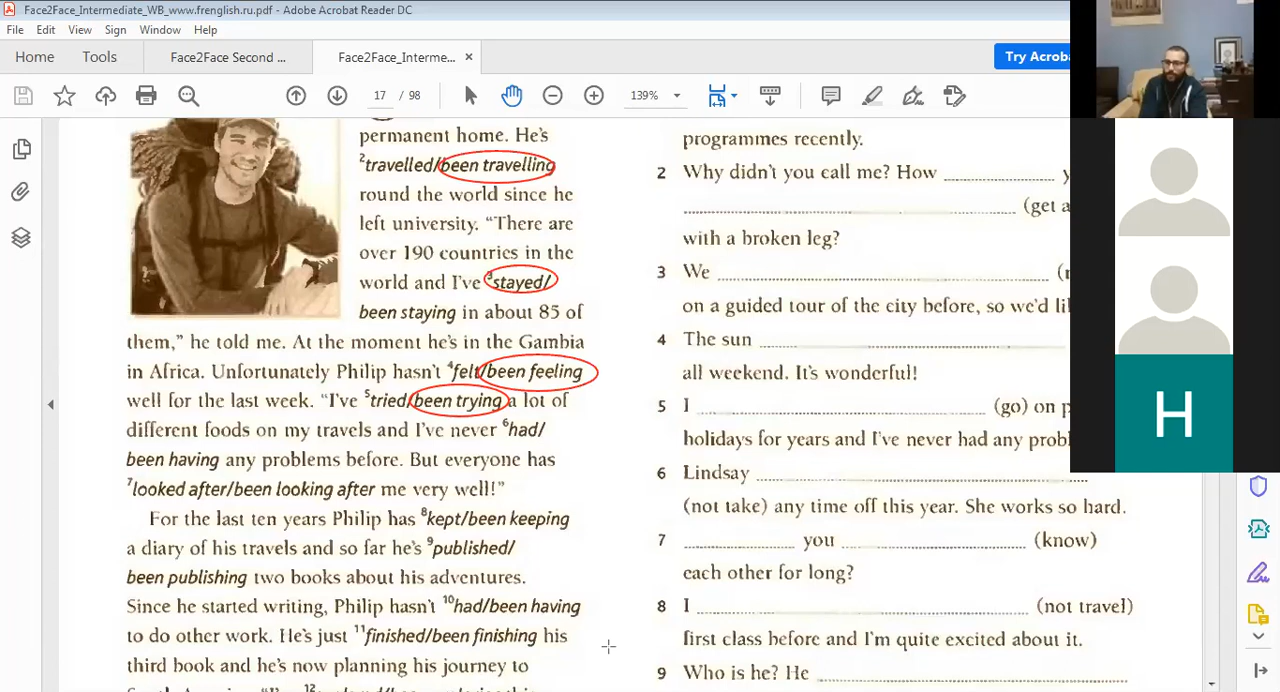 Face2Face_Intermediate_WB_www.frenglish.ru.pdf - Adobe Acrobat Reader DC
File Edit View Sign Window Help
Home Tools Face2Face Second ... Face2Face_Interme... × Try Acroba
17 / 98 139%
permanent home. He's
2travelled/been travelling
round the world since he
left university. "There are
over 190 countries in the
world and I've 3stayed/
been staying in about 85 of
them," he told me. At the moment he's in the Gambia
in Africa. Unfortunately Philip hasn't 4felt/been feeling
well for the last week. "I've 5tried/been trying a lot of
different foods on my travels and I've never 6had/
been having any problems before. But everyone has
7looked after/been looking after me very well!"
For the last ten years Philip has 8kept/been keeping
a diary of his travels and so far he's 9published/
been publishing two books about his adventures.
Since he started writing, Philip hasn't 10had/been having
to do other work. He's just 11finished/been finishing his
third book and he's now planning his journey to
programmes recently.
2 Why didn't you call me? How ____ y
____ (get a
with a broken leg?
3 We ____ (
on a guided tour of the city before, so we'd li
4 The sun ____
all weekend. It's wonderful!
5 I ____ (go) on p
holidays for years and I've never had any prob
6 Lindsay ____
(not take) any time off this year. She works so hard.
7 ____ you ____ (know)
each other for long?
8 I ____ (not travel)
first class before and I'm quite excited about it.
9 Who is he? He ____
H